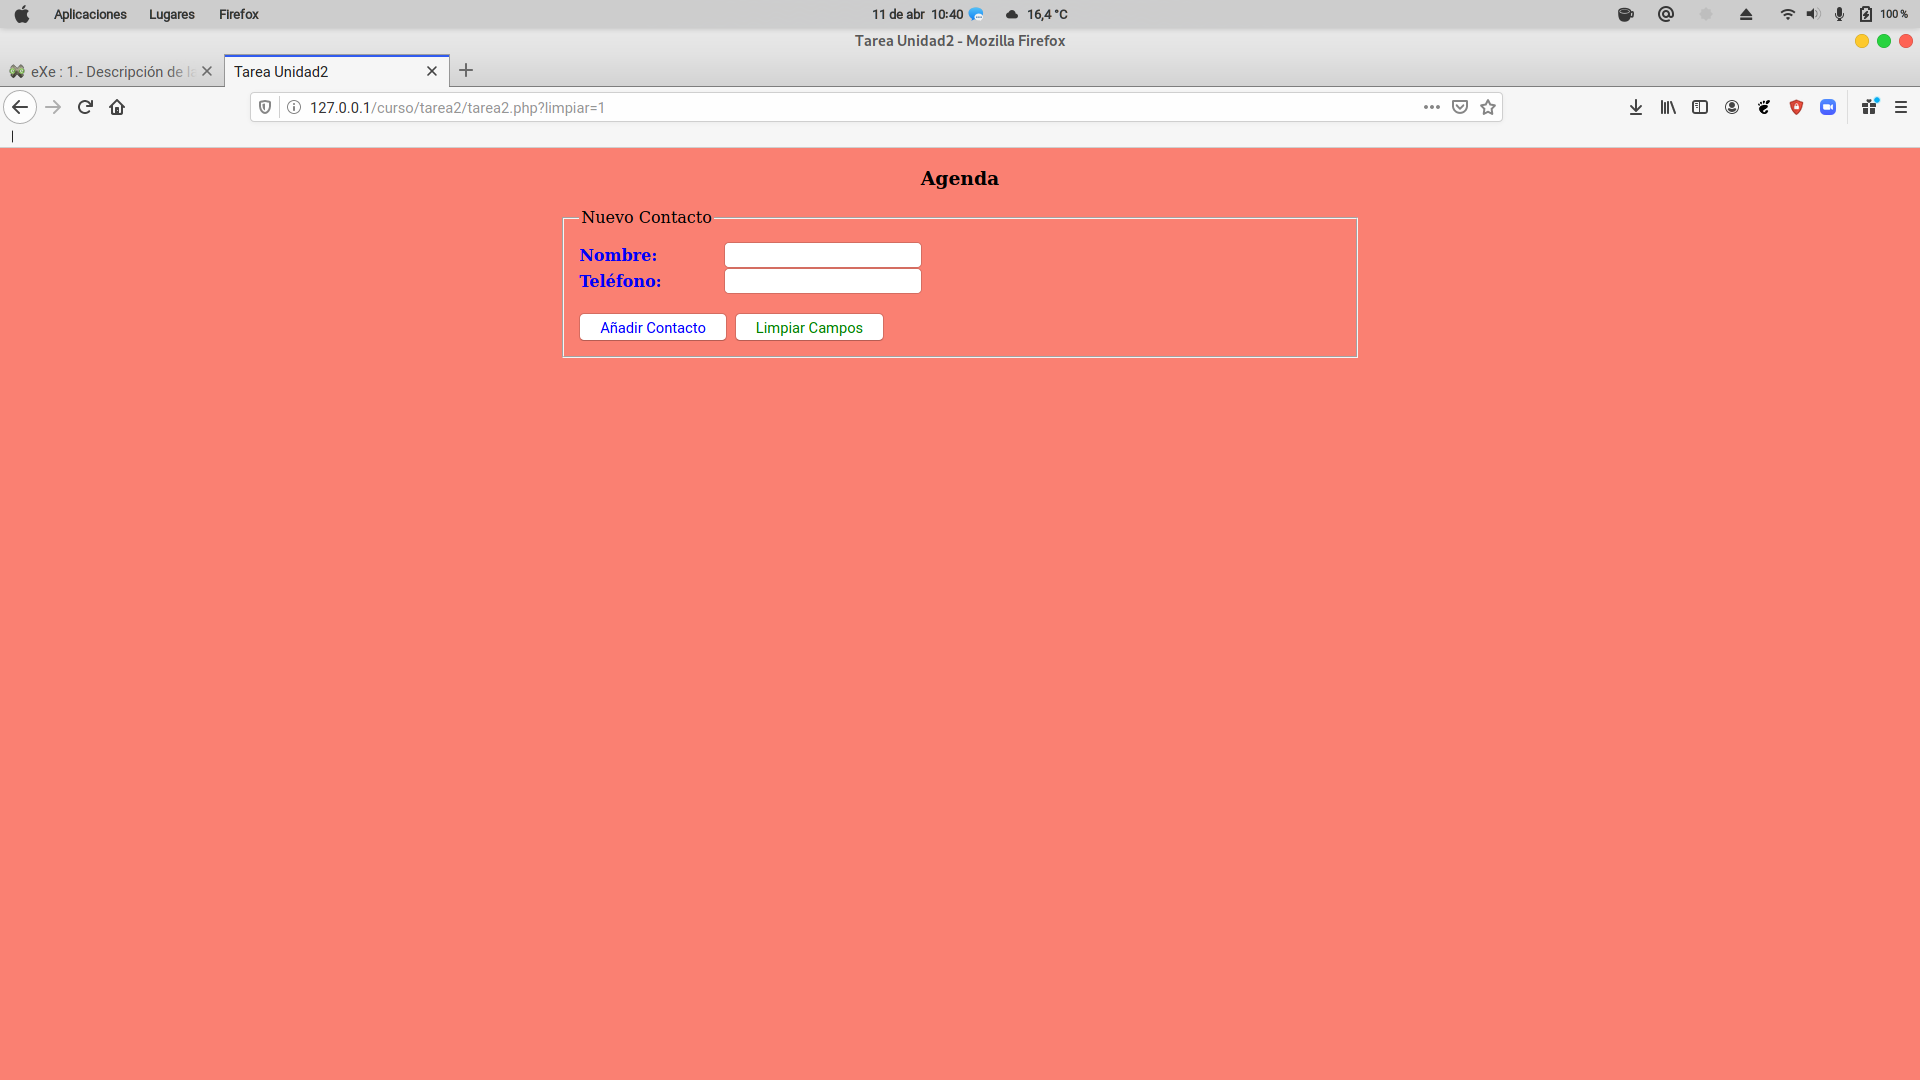 Aplicaciones Lugares Firefox 11 de abr 10:40 16,4 °C 100 %
Tarea Unidad2 - Mozilla Firefox
eXe : 1.- Descripción de la Tarea Unidad2
127.0.0.1/curso/tarea2/tarea2.php?limpiar=1
Agenda
Nuevo Contacto
Nombre:
Teléfono:
Añadir Contacto Limpiar Campos